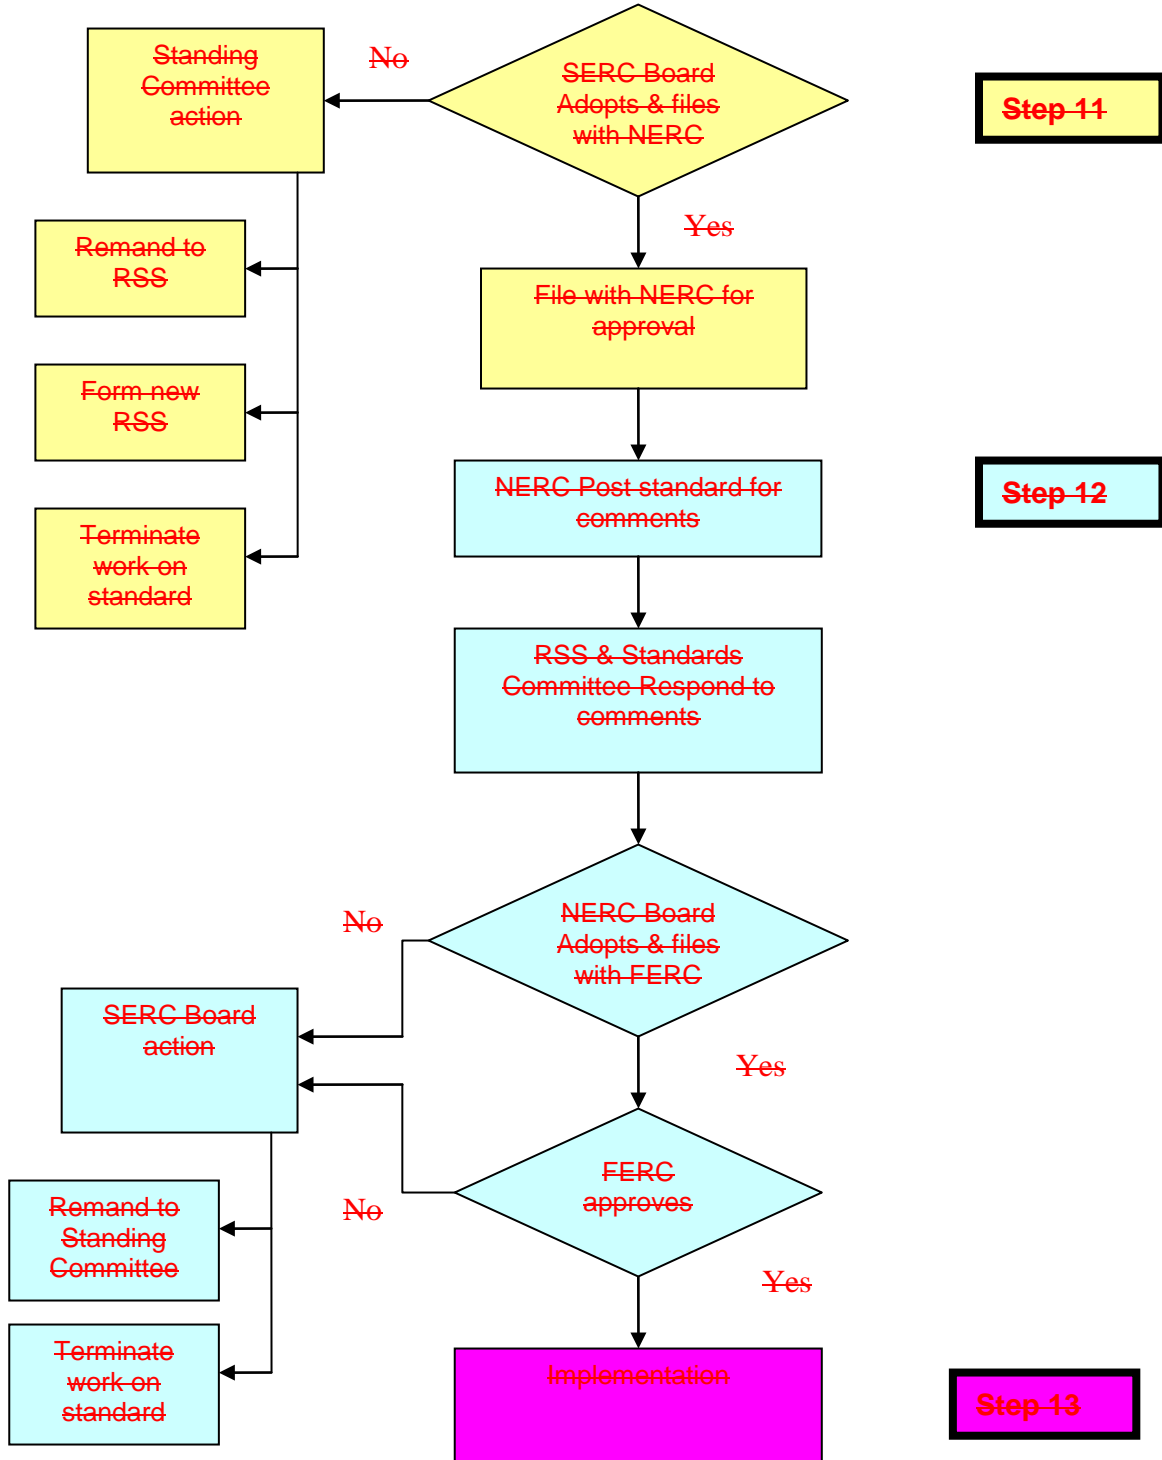 Standing
Committee
action
No
SERC Board
Adopts & files
with NERC
Step 11
Yes
Remand to
RSS
File with NERC for
approval
Form new
RSS
NERC Post standard for
comments
Step 12
Terminate
work on
standard
RSS & Standards
Committee Respond to
comments
No
NERC Board
Adopts & files
with FERC
SERC Board
action
Yes
FERC
approves
No
Remand to
Standing
Committee
Yes
Terminate
work on
standard
Implementation
Step 13